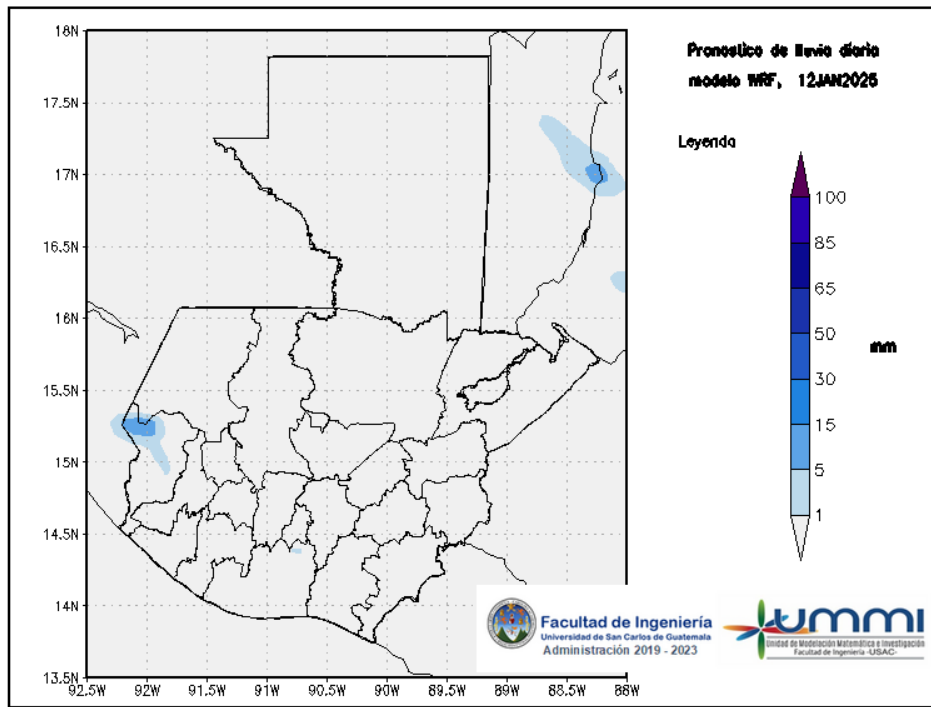 Pronostico de lluvia diaria
modelo WRF, 12JAN2025
Leyenda
100
85
65
50
30
15
5
1
mm
18N
17.5N
17N
16.5N
16N
15.5N
15N
14.5N
14N
13.5N
92.5W
92W
91.5W
91W
90.5W
90W
89.5W
89W
88.5W
88W
Facultad de Ingeniería
Universidad de San Carlos de Guatemala
Administración 2019 - 2023
UMMI
Unidad de Modelación Matemática e Investigación
Facultad de Ingeniería -USAC-